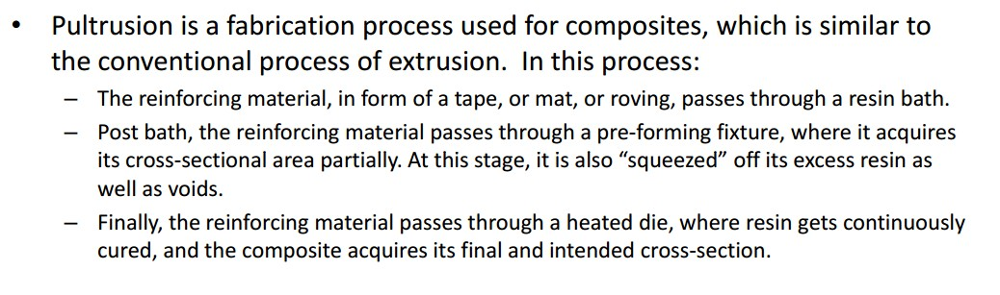 • Pultrusion is a fabrication process used for composites, which is similar to
the conventional process of extrusion.  In this process:
– The reinforcing material, in form of a tape, or mat, or roving, passes through a resin bath.
– Post bath, the reinforcing material passes through a pre-forming fixture, where it acquires
its cross-sectional area partially. At this stage, it is also “squeezed” off its excess resin as
well as voids.
– Finally, the reinforcing material passes through a heated die, where resin gets continuously
cured, and the composite acquires its final and intended cross-section.